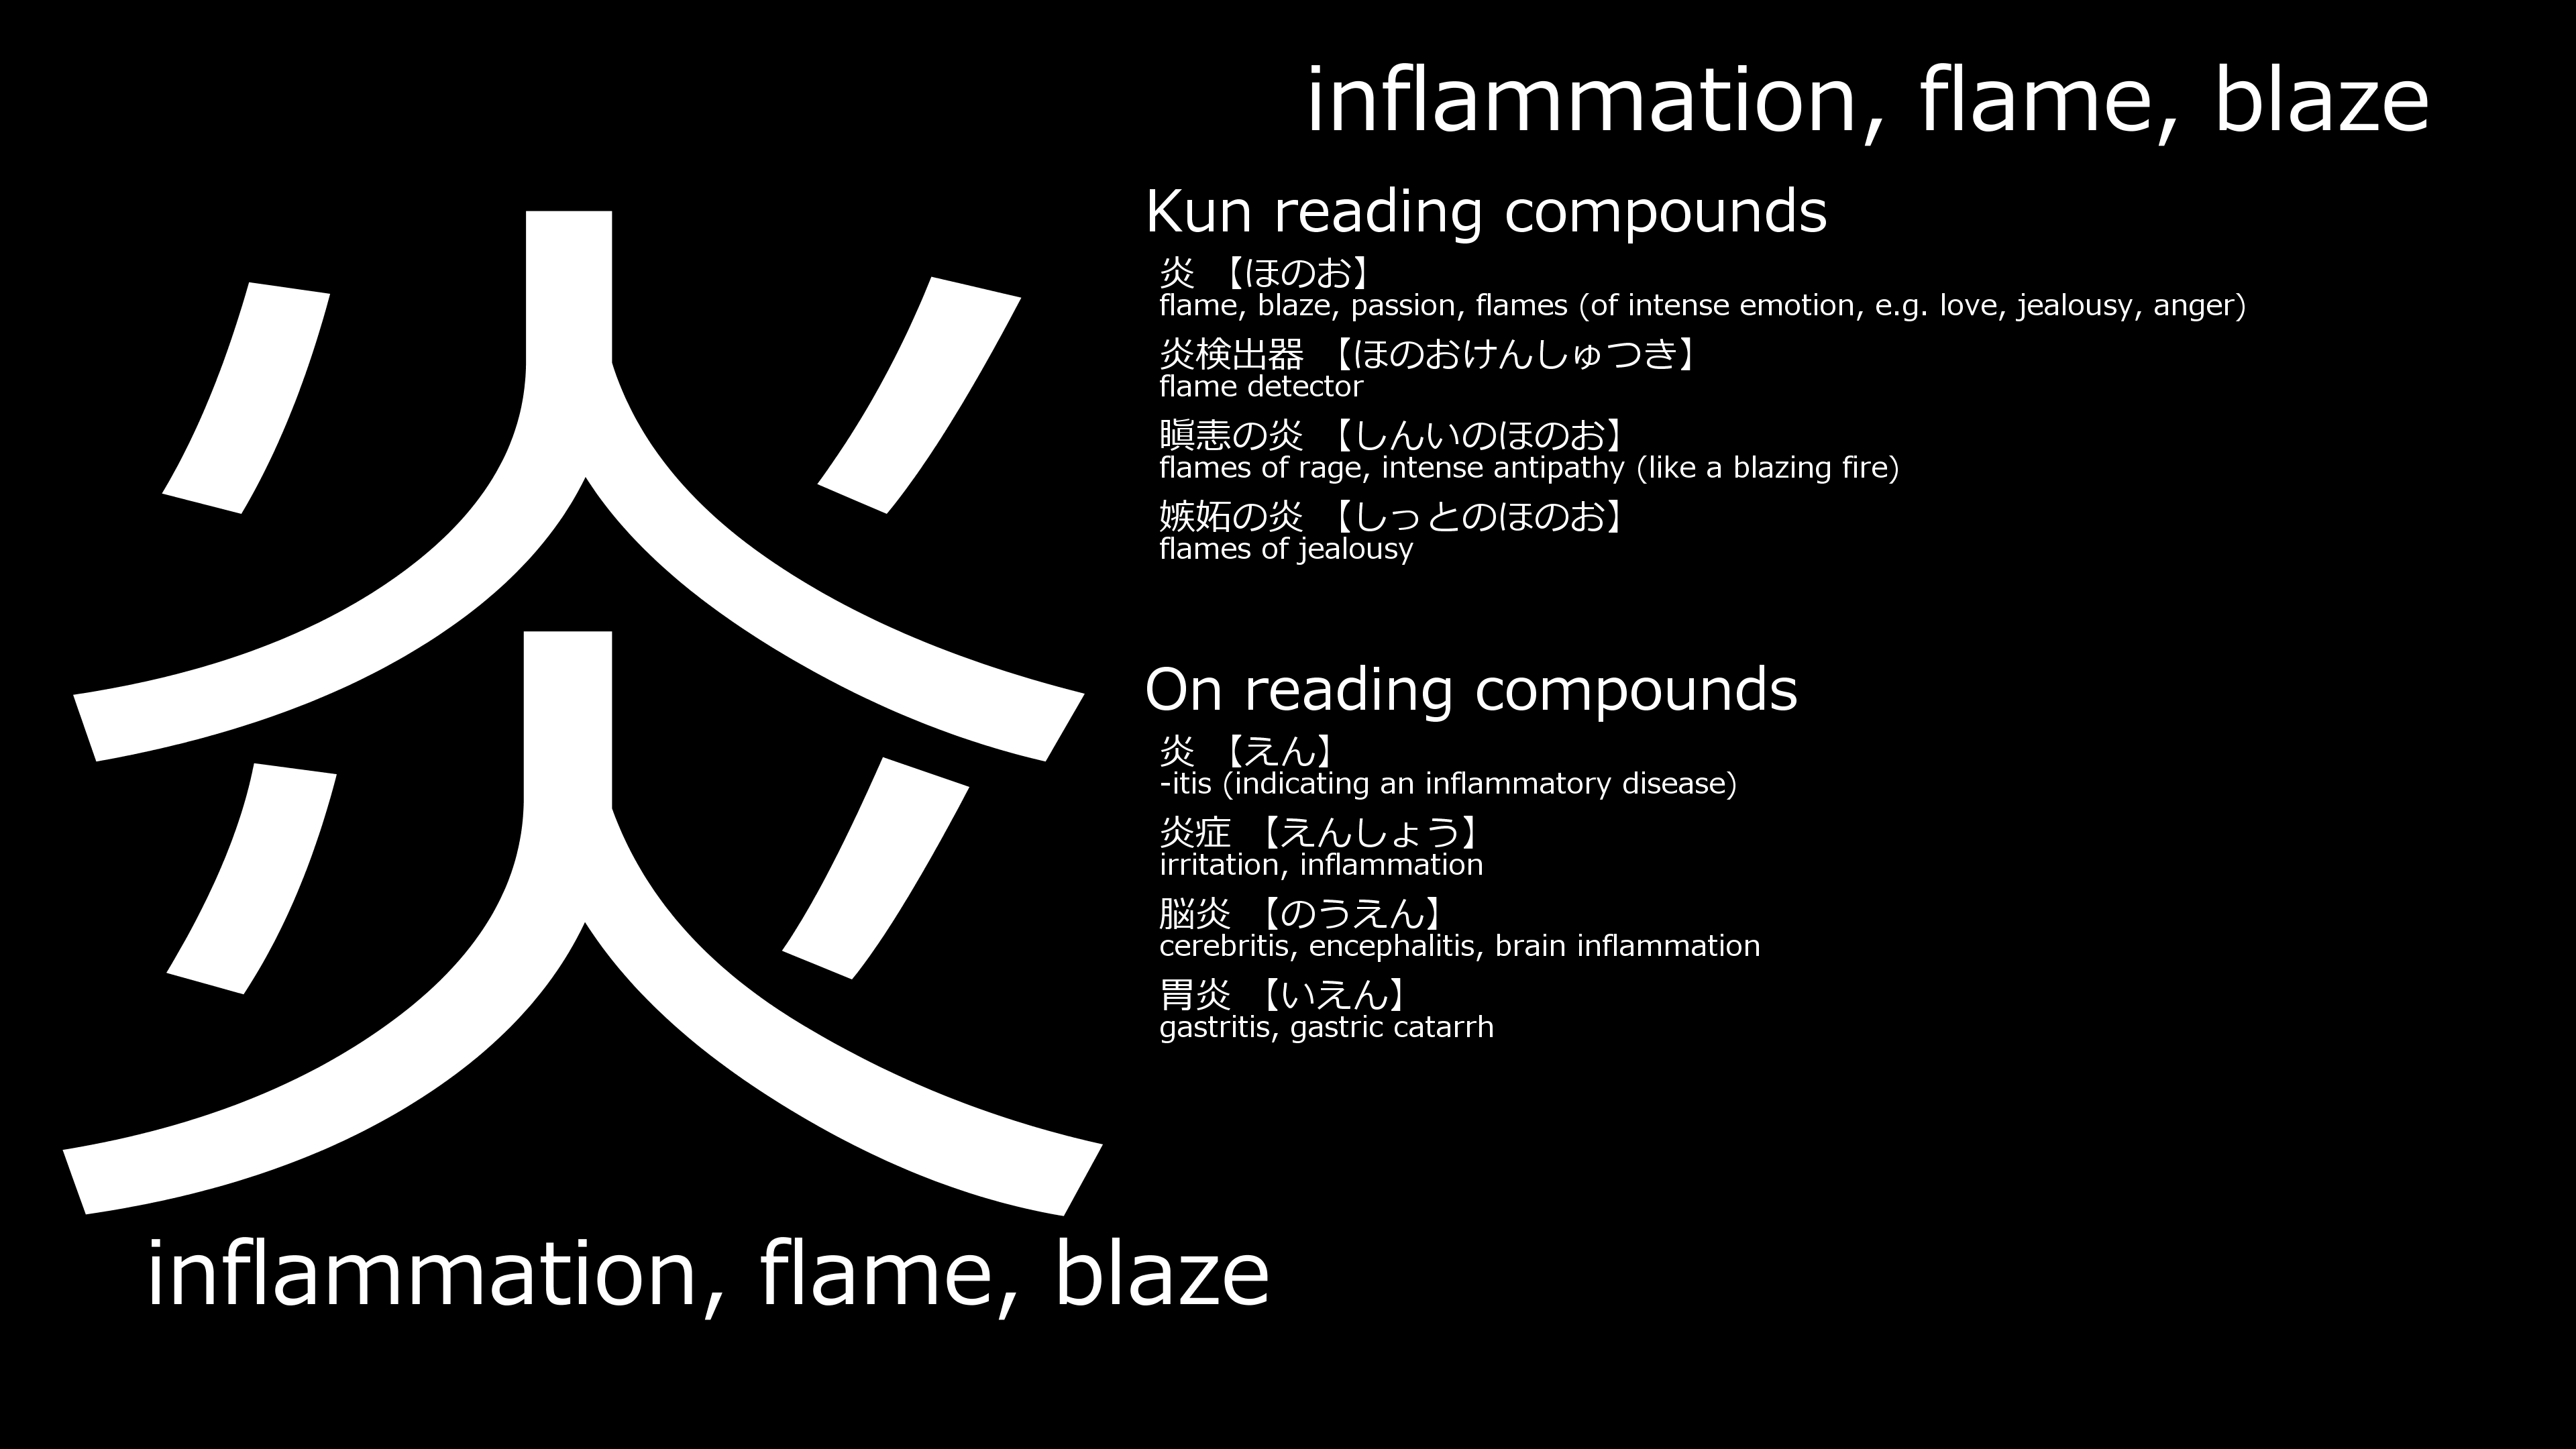 炎
inflammation, flame, blaze
inflammation, flame, blaze
Kun reading compounds
炎 【ほのお】
flame, blaze, passion, flames (of intense emotion, e.g. love, jealousy, anger)
炎検出器 【ほのおけんしゅつき】
flame detector
瞋恚の炎 【しんいのほのお】
flames of rage, intense antipathy (like a blazing fire)
嫉妬の炎 【しっとのほのお】
flames of jealousy
On reading compounds
炎 【えん】
-itis (indicating an inflammatory disease)
炎症 【えんしょう】
irritation, inflammation
脳炎 【のうえん】
cerebritis, encephalitis, brain inflammation
胃炎 【いえん】
gastritis, gastric catarrh